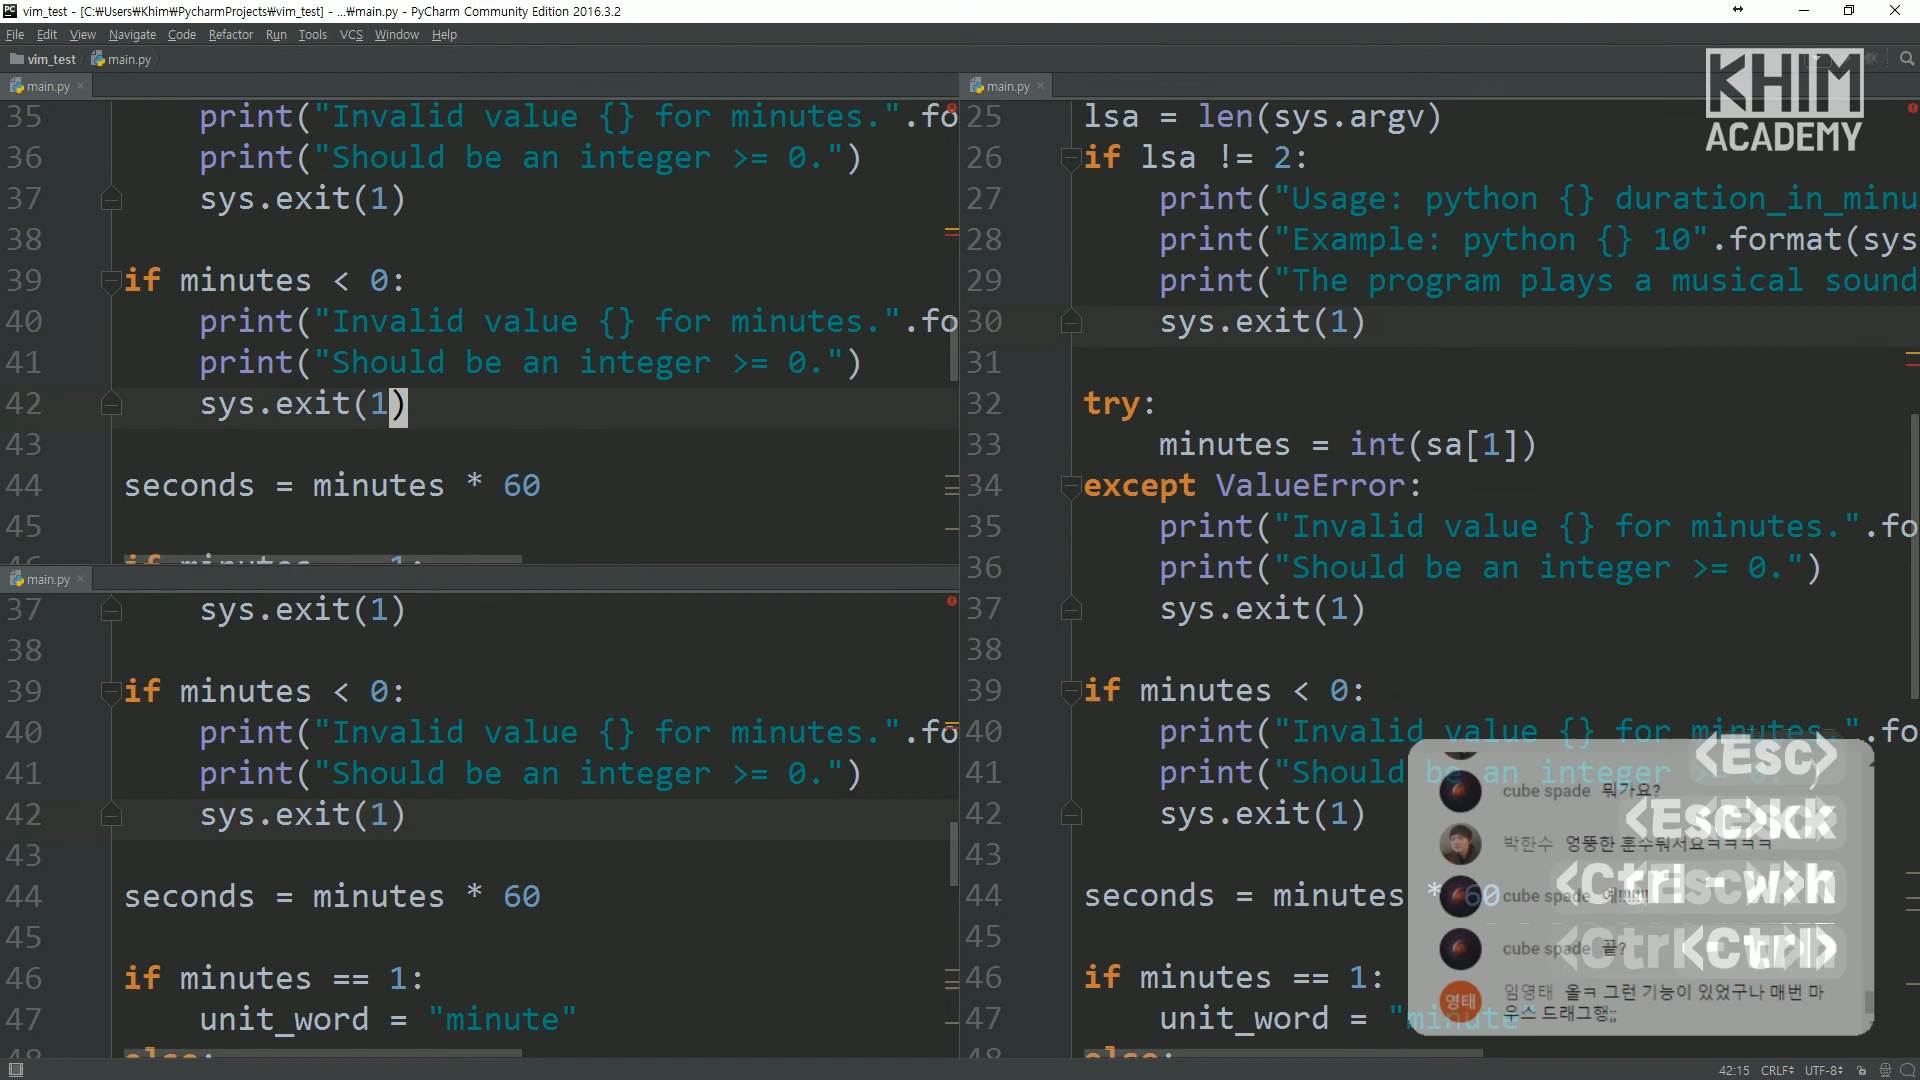 vim_test - [C:₩Users₩Khim₩PycharmProjects₩vim_test] - ...₩main.py - PyCharm Community Edition 2016.3.2
File Edit View Navigate Code Refactor Run Tools VCS Window Help
vim_test main.py
main.py
35 print("Invalid value {} for minutes.".fo
36 print("Should be an integer >= 0.")
37 sys.exit(1)
38
39 if minutes < 0:
40 print("Invalid value {} for minutes.".fo
41 print("Should be an integer >= 0.")
42 sys.exit(1)
43
44 seconds = minutes * 60
45
main.py
37 sys.exit(1)
38
39 if minutes < 0:
40 print("Invalid value {} for minutes.".fo
41 print("Should be an integer >= 0.")
42 sys.exit(1)
43
44 seconds = minutes * 60
45
46 if minutes == 1:
47 unit_word = "minute"
48 else:
main.py
25 lsa = len(sys.argv)
26 if lsa != 2:
27 print("Usage: python {} duration_in_minu
28 print("Example: python {} 10".format(sys
29 print("The program plays a musical sound
30 sys.exit(1)
31
32 try:
33 minutes = int(sa[1])
34 except ValueError:
35 print("Invalid value {} for minutes.".fo
36 print("Should be an integer >= 0.")
37 sys.exit(1)
38
39 if minutes < 0:
40 print("Invalid value {} for minutes.".fo
41 print("Should be an
42 sys.exit(1)
43
44 seconds = minutes * 60
45
46 if minutes == 1:
47 unit_word = "minute"
48 else:
KHIM
ACADEMY
<Esc>
cube spade 뭐가요?
<Esc>kk
박한수 엉뚱한 훈수둬서요ㅋㅋㅋㅋ
cube spade 예!!!!!!
cube spade 끝?
<Ctrl>
영태
임영태 올ㅋ 그런 기능이 있었구나 매번 마
우스 드래그행;;
42:15 CRLF UTF-8